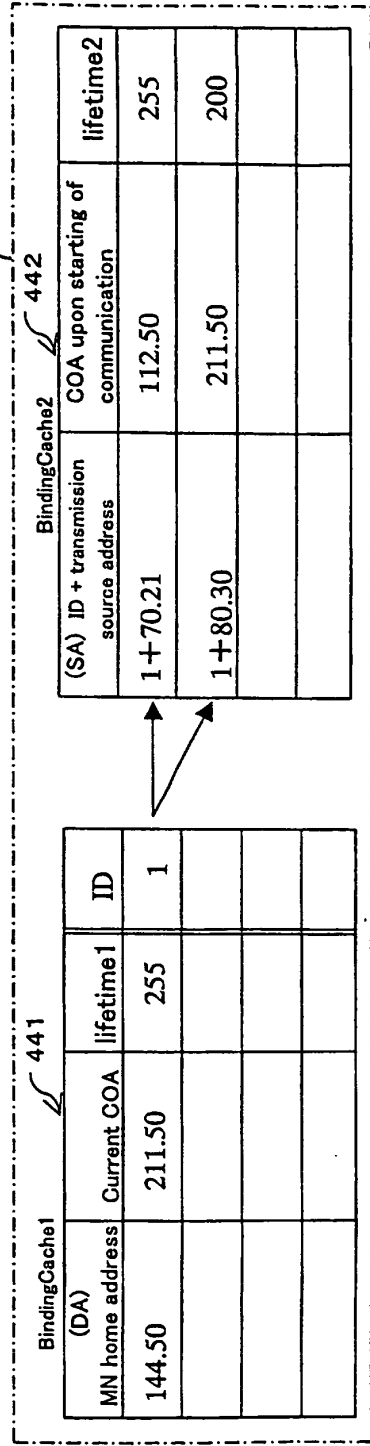 BindingCache1
441
(DA)
MN home address
Current COA
lifetime1
ID
144.50
211.50
255
1
BindingCache2
442
(SA) ID + transmission
source address
COA upon starting of
communication
lifetime2
1+70.21
112.50
255
1+80.30
211.50
200